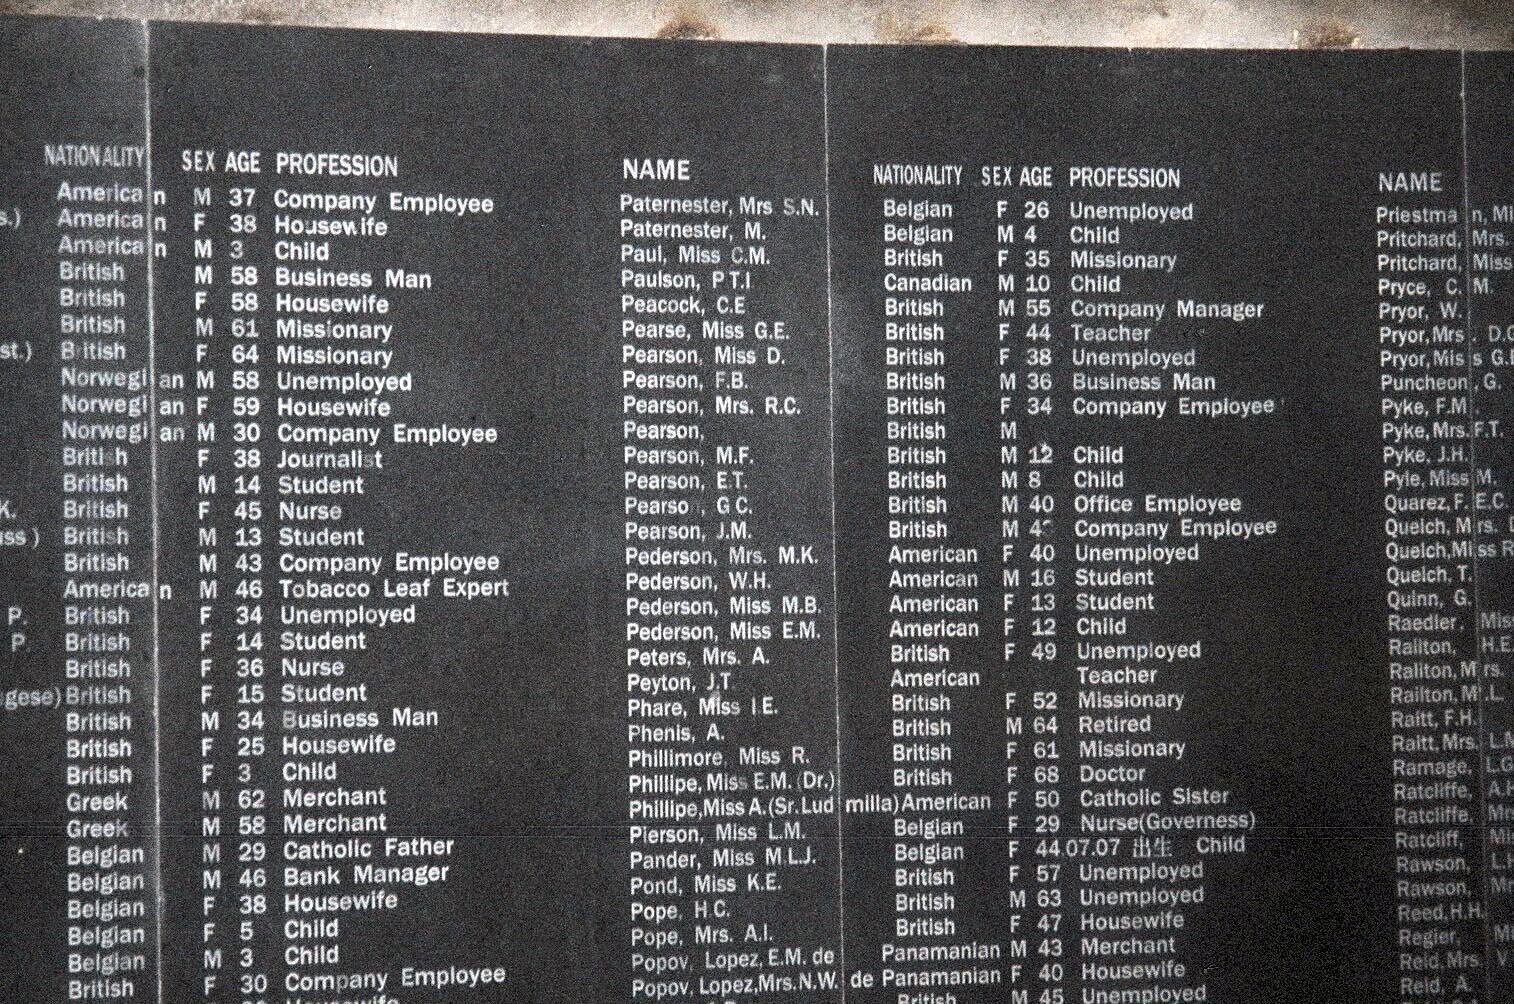 NATIONALITY SEX AGE PROFESSION
American M 37 Company Employee
s.) American F 38 Housewife
American M 3 Child
British M 58 Business Man
British F 58 Housewife
British M 61 Missionary
st.) British F 64 Missionary
Norwegian M 58 Unemployed
Norwegian F 59 Housewife
Norwegian M 30 Company Employee
British F 38 Journalist
British M 14 Student
K. British F 45 Nurse
uss ) British M 13 Student
British M 43 Company Employee
American M 46 Tobacco Leaf Expert
P. British F 34 Unemployed
P. British F 14 Student
British F 36 Nurse
gese) British F 15 Student
British M 34 Business Man
British F 25 Housewife
British F 3 Child
Greek M 62 Merchant
Greek M 58 Merchant
Belgian M 29 Catholic Father
Belgian M 46 Bank Manager
Belgian F 38 Housewife
Belgian F 5 Child
Belgian M 3 Child
British F 30 Company Employee
Housewife
NAME NATIONALITY SEX AGE PROFESSION
Paternester, Mrs S.N. Belgian F 26 Unemployed
Paternester, M. Belgian M 4 Child
Paul, Miss C.M. British F 35 Missionary
Paulson, P T.I Canadian M 10 Child
Peacock, C.E British M 55 Company Manager
Pearse, Miss G.E. British F 44 Teacher
Pearson, Miss D. British F 38 Unemployed
Pearson, F.B. British M 36 Business Man
Pearson, Mrs. R.C. British F 34 Company Employee
Pearson, British M
Pearson, M.F. British M 12 Child
Pearson, E.T. British M 8 Child
Pearso , G C. British M 40 Office Employee
Pearson, J.M. British M Company Employee
Pederson, Mrs. M.K. American F 40 Unemployed
Pederson, W.H. American M 16 Student
Pederson, Miss M.B. American F 13 Student
Pederson, Miss E.M. American F 12 Child
Peters, Mrs. A. British F 49 Unemployed
Peyton, J.T American Teacher
Phare, Miss I E. British F 52 Missionary
Phenis, A. British M 64 Retired
Phillimore, Miss R. British F 61 Missionary
Phillipe, Miss E.M. (Dr.) British F 68 Doctor
Phillipe,Miss A.(Sr.Ludmilla) American F 50 Catholic Sister
Pierson, Miss L.M. Belgian F 29 Nurse(Governess)
Pander, Miss M L.J. Belgian F 44.07.07 出生 Child
Pond, Miss K.E. British F 57 Unemployed
Pope, H C. British M 63 Unemployed
Pope, Mrs. A.I. British F 47 Housewife
Popov, Lopez, E.M. de Panamanian M 43 Merchant
Popov, Lopez,Mrs.N.W. de Panamanian F 40 Housewife
British M 45 Unemployed
NAME
Priestman, Mi
Pritchard, Mrs.
Pritchard, Miss
Pryce, C. M.
Pryor, W.
Pryor, Mrs . D.C
Pryor, Miss G.E
Puncheon, G.
Pyke, F.M.
Pyke, Mrs. F.T.
Pyke, J.H.
Pyle, Miss M.
Quarez, F. E.C.
Quelch, Mrs.
Quelch, Miss R
Quelch, T.
Quinn, G.
Raedler, Miss
Railton, H.E.
Railton, Mrs.
Railton, M .L.
Raitt, F.H.
Raitt, Mrs. L.M
Ramage, L.G
Ratcliffe, A.H
Ratcliffe, Mrs
Ratcliff, Mi
Rawson, L.H
Rawson, Mr
Reed, H.H.
Regier, M
Reid, Mrs V
Reid, A.